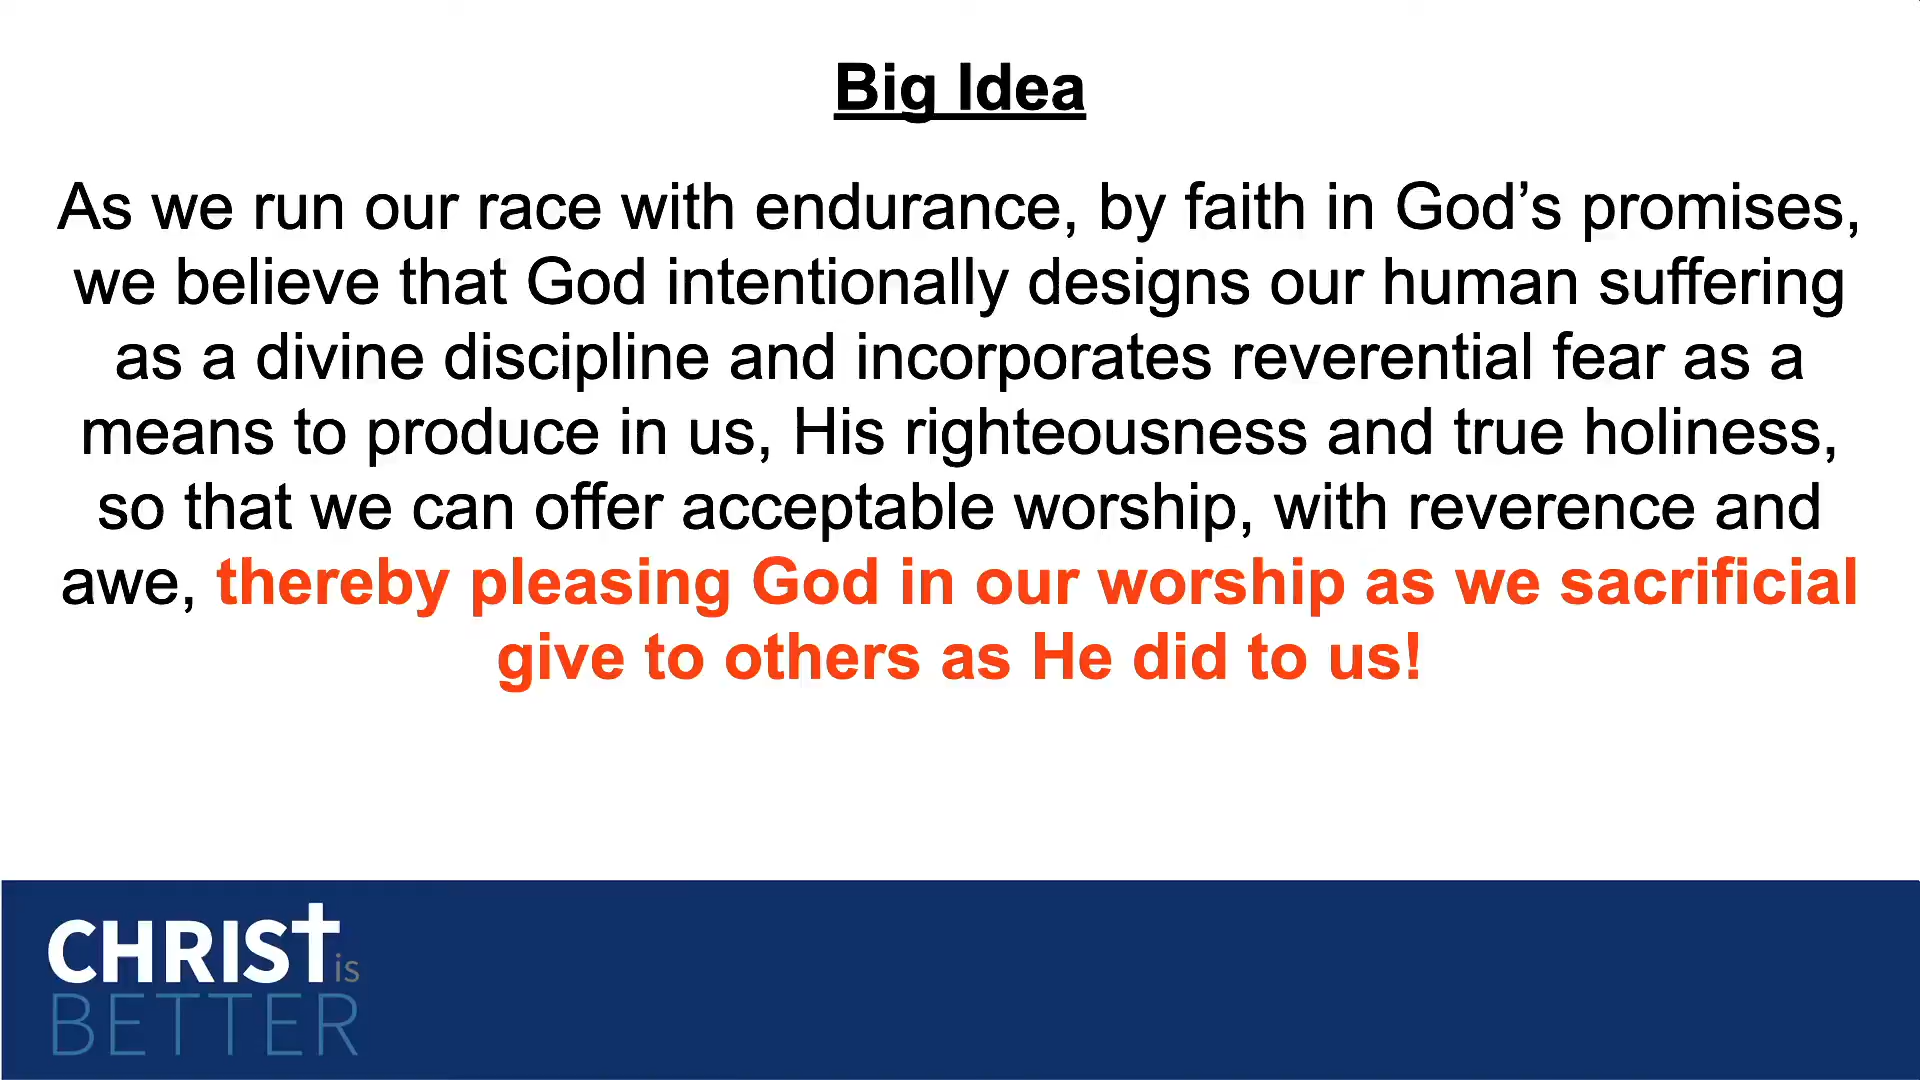 Big Idea
As we run our race with endurance, by faith in God’s promises,
we believe that God intentionally designs our human suffering
as a divine discipline and incorporates reverential fear as a
means to produce in us, His righteousness and true holiness,
so that we can offer acceptable worship, with reverence and
awe, thereby pleasing God in our worship as we sacrificial
give to others as He did to us!
CHRIST is
BETTER